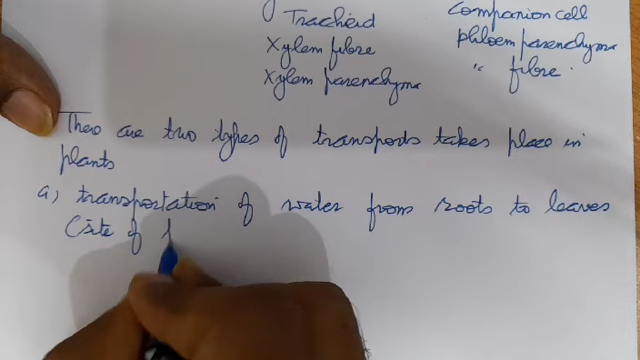 Tracheid Companion cell
Xylem fibre phloem parenchyma
Xylem parenchyma " fibre
There are two types of transports takes place in
plants
a) transportation of water from roots to leaves
(site of